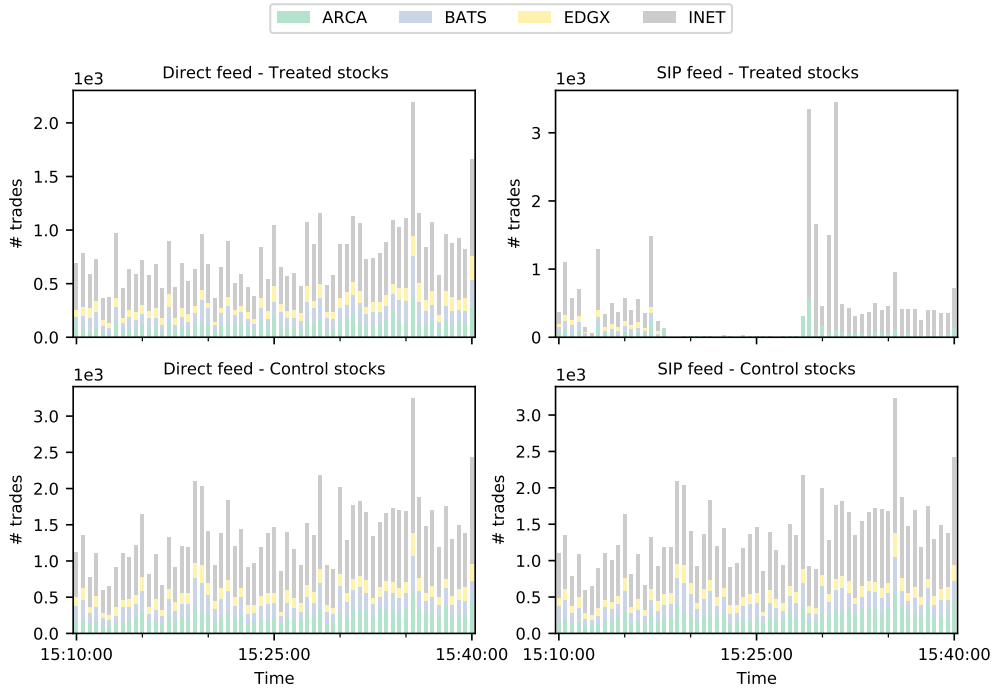 ARCA BATS EDGX INET
Direct feed - Treated stocks
1e3
2.0
1.5
1.0
0.5
0.0
# trades
SIP feed - Treated stocks
1e3
3
2
1
0
# trades
Direct feed - Control stocks
1e3
3.0
2.5
2.0
1.5
1.0
0.5
0.0
# trades
15:10:00 15:25:00 15:40:00
Time
SIP feed - Control stocks
1e3
3.0
2.5
2.0
1.5
1.0
0.5
0.0
# trades
15:10:00 15:25:00 15:40:00
Time